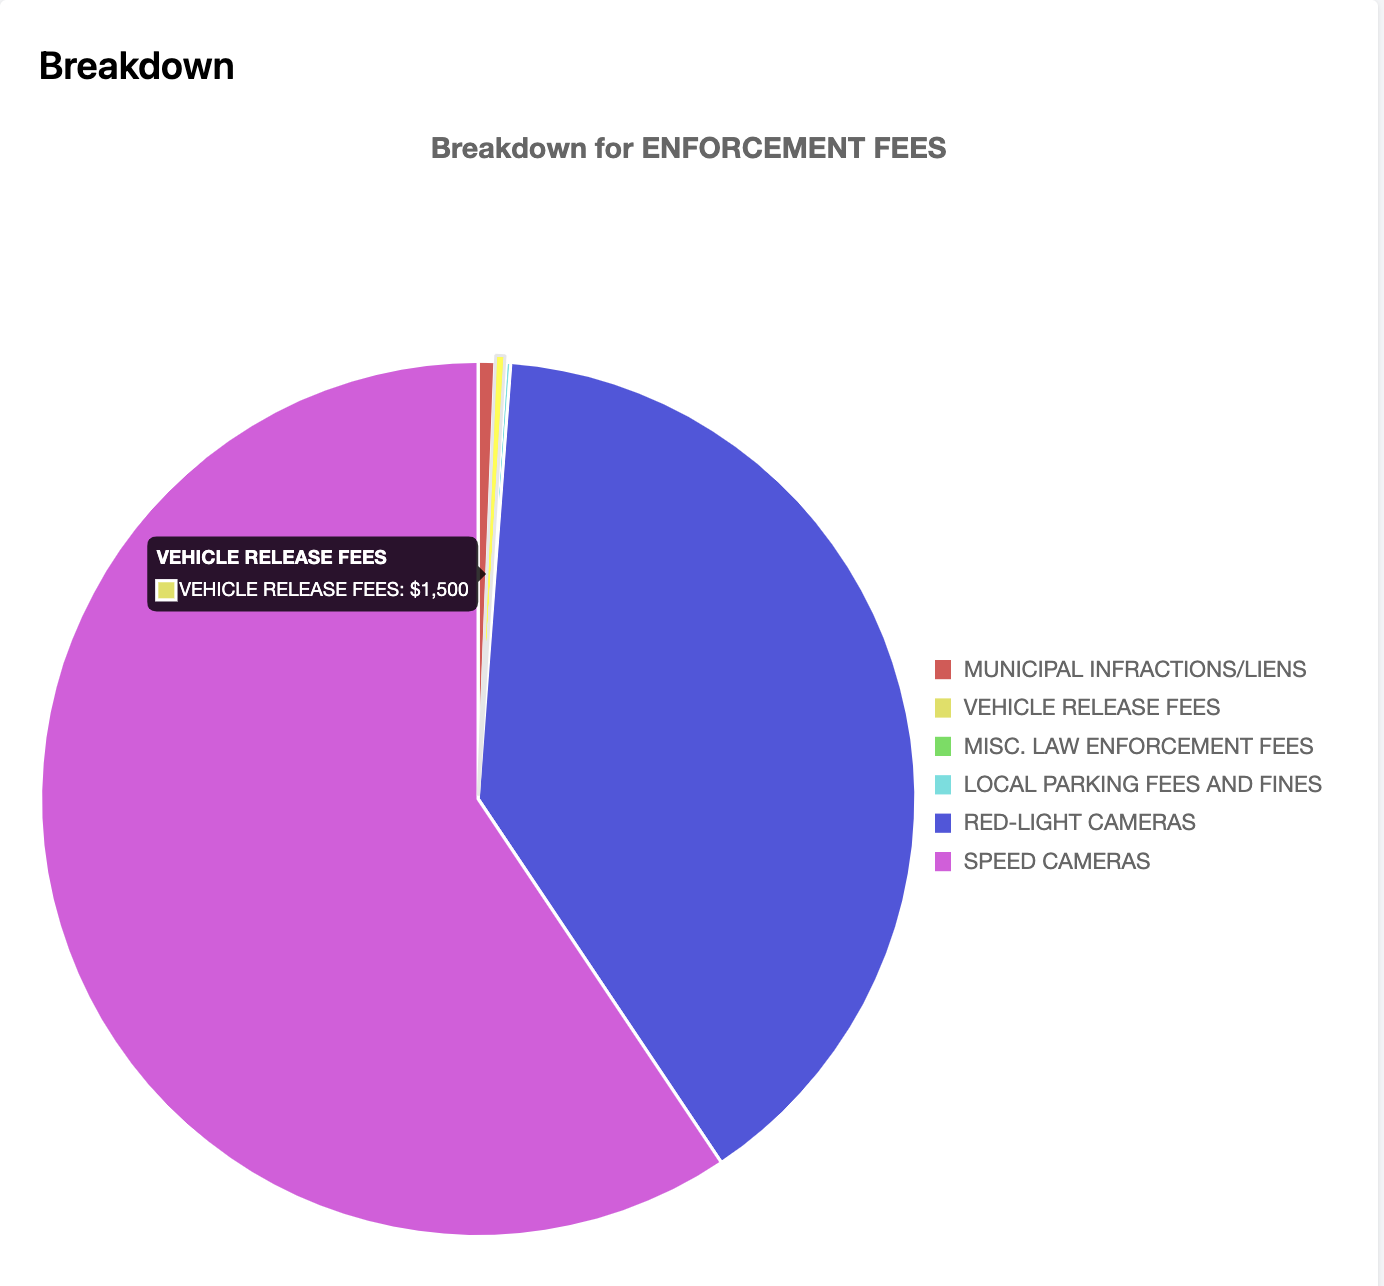 Breakdown
Breakdown for ENFORCEMENT FEES
VEHICLE RELEASE FEES
VEHICLE RELEASE FEES: $1,500
MUNICIPAL INFRACTIONS/LIENS
VEHICLE RELEASE FEES
MISC. LAW ENFORCEMENT FEES
LOCAL PARKING FEES AND FINES
RED-LIGHT CAMERAS
SPEED CAMERAS